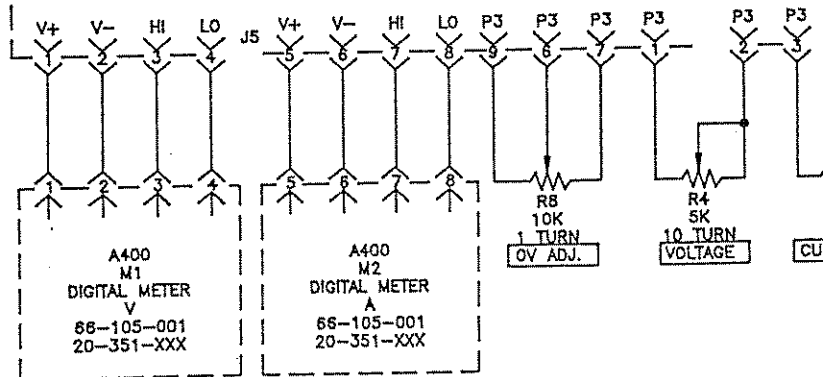 V+ V- HI LO J5 V+ V- HI LO P3 P3 P3 P3 P3 P3
1 2 3 4 5 6 7 8 9 6 7 1 2 3
1 2 3 4 5 6 7 8
R8
10K
1 TURN
OV ADJ.
R4
5K
10 TURN
VOLTAGE
CU
A400
M1
DIGITAL METER
V
66-105-001
20-351-XXX
A400
M2
DIGITAL METER
A
66-105-001
20-351-XXX